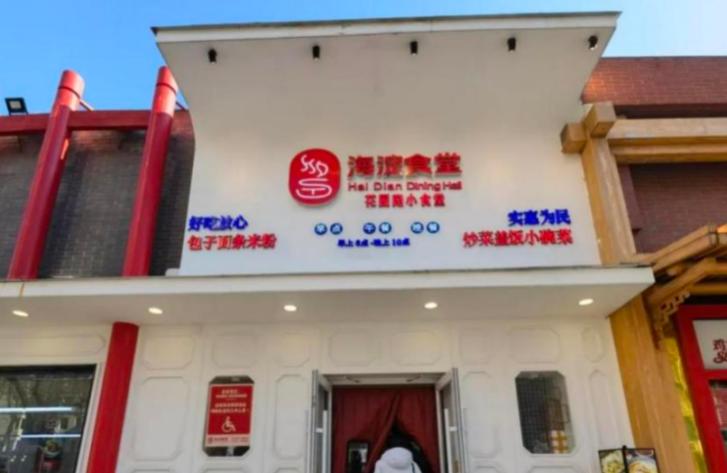 海淀食堂
Hai Dian Dining Hall
花园路小食堂
好吃放心
包子面条米粉
早点 午餐 晚餐
早上6点-晚上10点
实惠为民
炒菜盖饭小碗菜